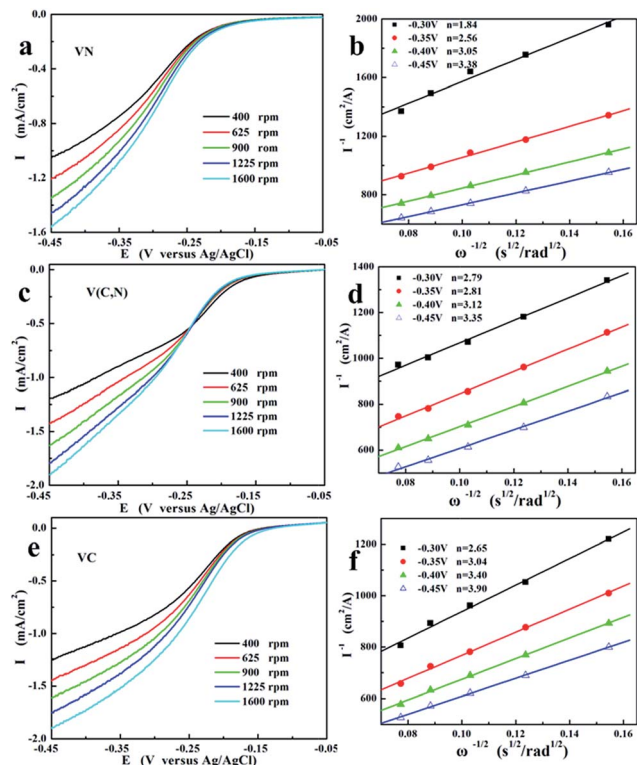 a
VN
400 rpm
625 rpm
900 rom
1225 rpm
1600 rpm
0.0
-0.4
-0.8
-1.2
-1.6
I (mA/cm²)
-0.45 -0.35 -0.25 -0.15 -0.05
E (V versus Ag/AgCl)
b
-0.30V n=1.84
-0.35V n=2.56
-0.40V n=3.05
-0.45V n=3.38
2000
1600
1200
800
I⁻¹ (cm²/A)
0.08 0.10 0.12 0.14 0.16
ω⁻¹/² (s¹/²/rad¹/²)
c
V(C,N)
400 rpm
625 rpm
900 rpm
1225 rpm
1600 rpm
0.0
-0.5
-1.0
-1.5
-2.0
I (mA/cm²)
-0.45 -0.35 -0.25 -0.15 -0.05
E (V versus Ag/AgCl)
d
-0.30V n=2.79
-0.35V n=2.81
-0.40V n=3.12
-0.45V n=3.35
1400
1200
1000
800
600
I⁻¹ (cm²/A)
0.08 0.10 0.12 0.14 0.16
ω⁻¹/² (s¹/²/rad¹/²)
e
VC
400 rpm
625 rpm
900 rpm
1225 rpm
1600 rpm
0.0
-0.5
-1.0
-1.5
-2.0
I (mA/cm²)
-0.45 -0.35 -0.25 -0.15 -0.05
E (V versus Ag/AgCl)
f
-0.30V n=2.65
-0.35V n=3.04
-0.40V n=3.40
-0.45V n=3.90
1200
1000
800
600
I⁻¹ (cm²/A)
0.08 0.10 0.12 0.14 0.16
ω⁻¹/² (s¹/²/rad¹/²)